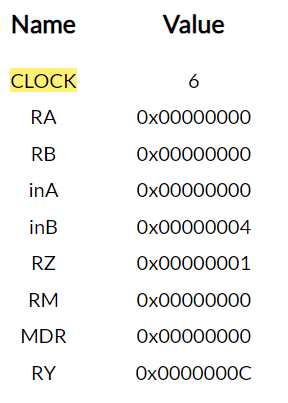 Name Value
CLOCK 6
RA 0x00000000
RB 0x00000000
inA 0x00000000
inB 0x00000004
RZ 0x00000001
RM 0x00000000
MDR 0x00000000
RY 0x0000000C